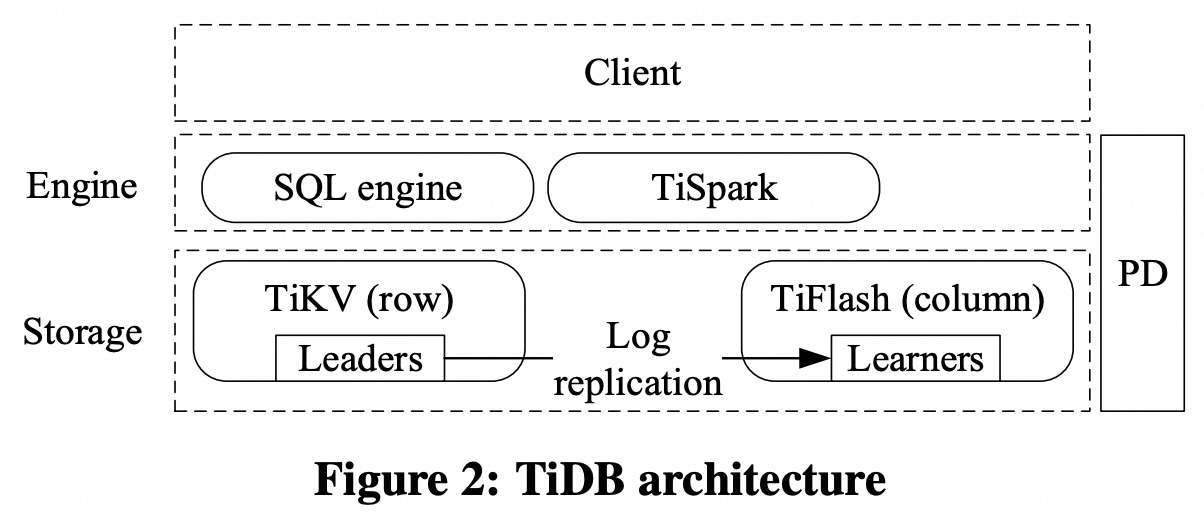 Client
Engine
SQL engine
TiSpark
PD
Storage
TiKV (row)
Leaders
Log
replication
TiFlash (column)
Learners
Figure 2: TiDB architecture